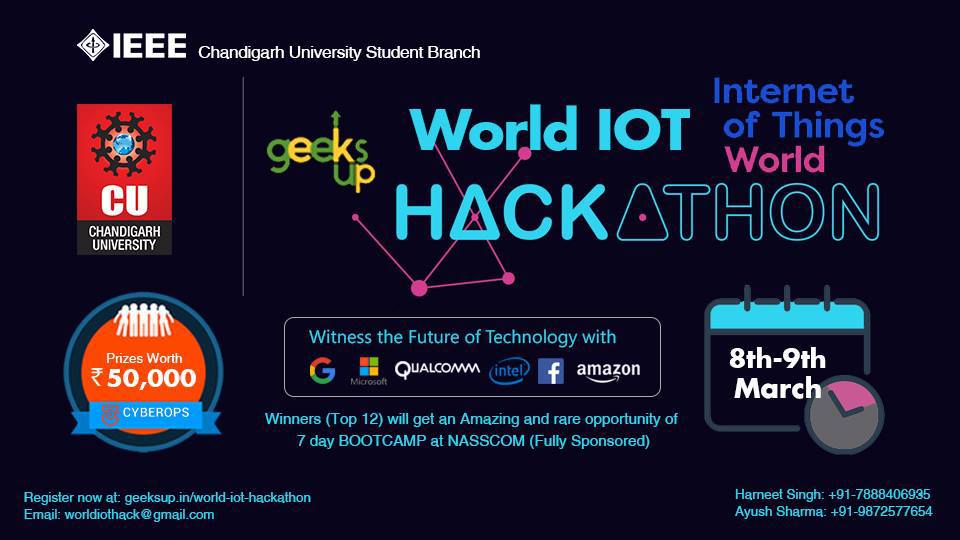 IEEE Chandigarh University Student Branch
CU
CHANDIGARH
UNIVERSITY
geeks
up
World IOT
HACKATHON
Internet
of Things
World
Prizes Worth
₹ 50,000
CYBEROPS
Witness the Future of Technology with
G Microsoft QUALCOMM intel f amazon
Winners (Top 12) will get an Amazing and rare opportunity of
7 day BOOTCAMP at NASSCOM (Fully Sponsored)
8th-9th
March
Register now at: geeksup.in/world-iot-hackathon
Email: worldiothack@gmail.com
Harneet Singh: +91-7888406935
Ayush Sharma: +91-9872577654